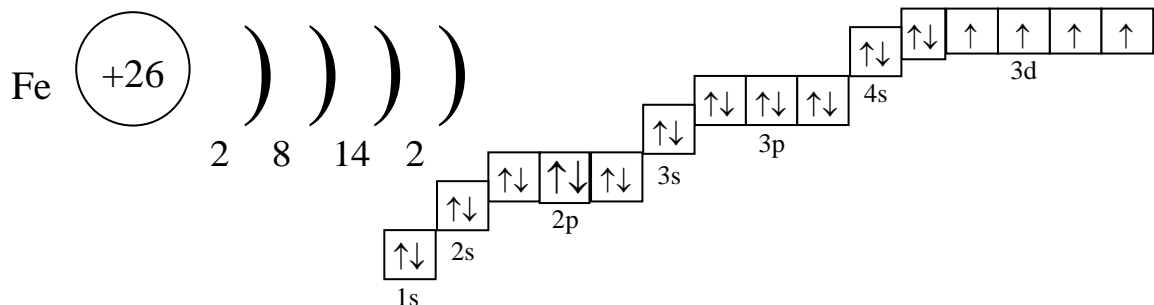 ↑↓ ↑ ↑ ↑ ↑
3d
↑↓
4s
↑↓ ↑↓ ↑↓
3p
↑↓
3s
Fe +26
2 8 14 2
↑↓ ↑↓ ↑↓
2p
↑↓
2s
↑↓
1s